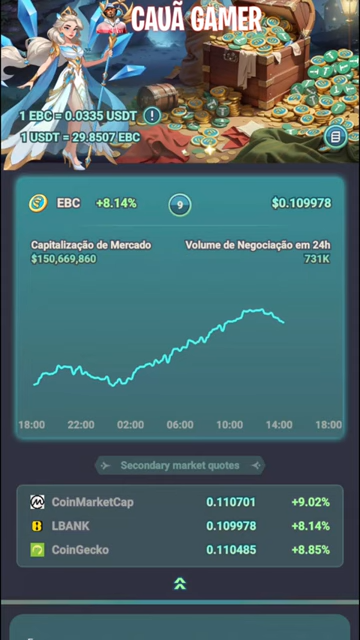 CAUÃ GAMER
1 EBC = 0.0335 USDT !
1 USDT = 29.8507 EBC
EBC +8.14% 9 $0.109978
Capitalização de Mercado Volume de Negociação em 24h
$150,669,860 731K
18:00 22:00 02:00 06:00 10:00 14:00 18:00
Secondary market quotes
CoinMarketCap 0.110701 +9.02%
LBANK 0.109978 +8.14%
CoinGecko 0.110485 +8.85%